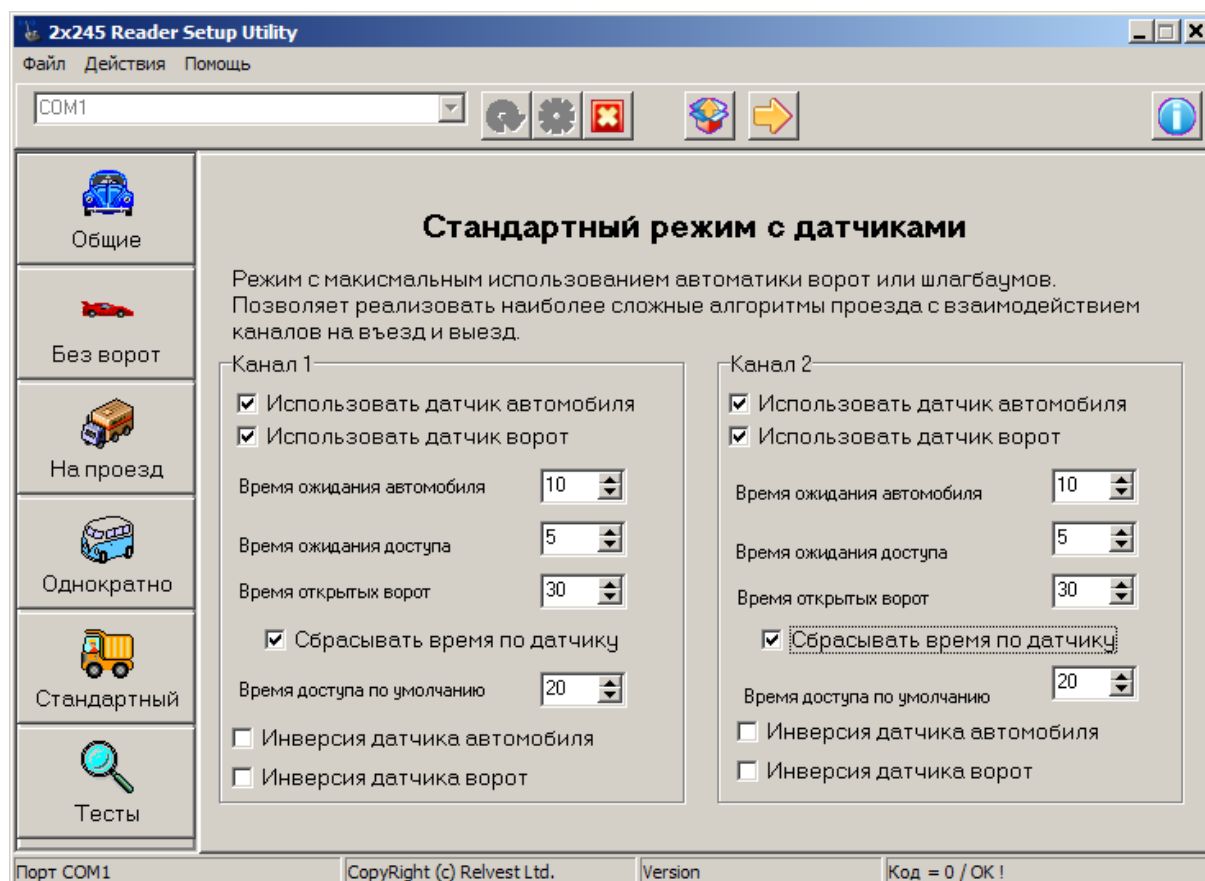 2x245 Reader Setup Utility
Файл Действия Помощь
COM1
Общие
Без ворот
На проезд
Однократно
Стандартный
Тесты
Стандартный режим с датчиками
Режим с макисмальным использованием автоматики ворот или шлагбаумов.
Позволяет реализовать наиболее сложные алгоритмы проезда с взаимодействием
каналов на въезд и выезд.
Канал 1
Использовать датчик автомобиля
Использовать датчик ворот
Время ожидания автомобиля 10
Время ожидания доступа 5
Время открытых ворот 30
Сбрасывать время по датчику
Время доступа по умолчанию 20
Инверсия датчика автомобиля
Инверсия датчика ворот
Канал 2
Использовать датчик автомобиля
Использовать датчик ворот
Время ожидания автомобиля 10
Время ожидания доступа 5
Время открытых ворот 30
Сбрасывать время по датчику
Время доступа по умолчанию 20
Инверсия датчика автомобиля
Инверсия датчика ворот
Порт COM1 CopyRight (c) Relvest Ltd. Version Код = 0 / OK !